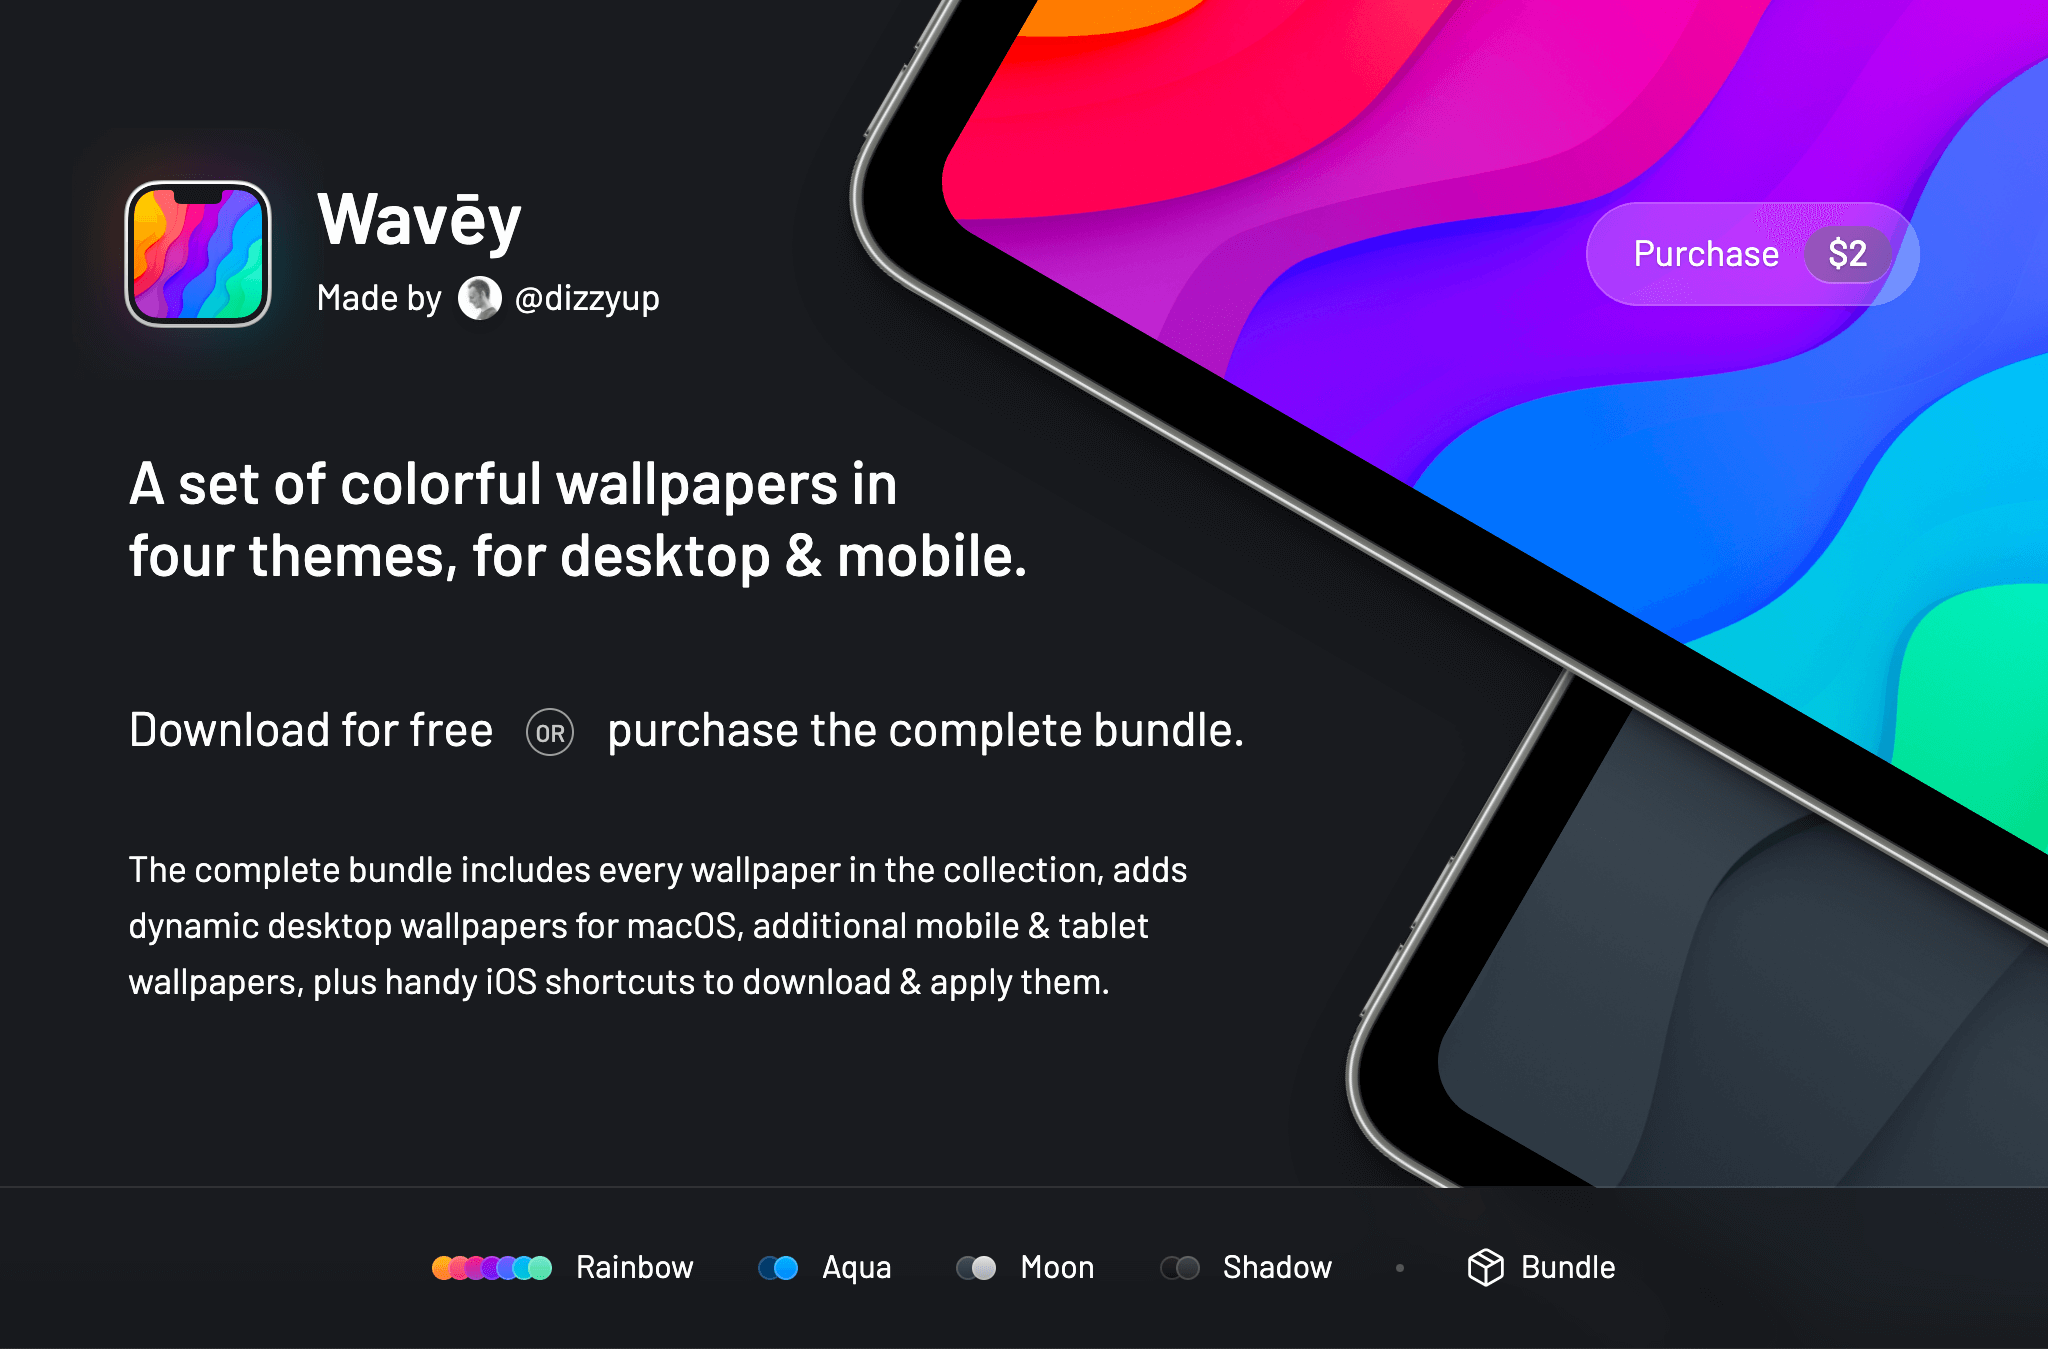 Wavēy
Made by @dizzyup
Purchase $2
A set of colorful wallpapers in
four themes, for desktop & mobile.
Download for free OR purchase the complete bundle.
The complete bundle includes every wallpaper in the collection, adds
dynamic desktop wallpapers for macOS, additional mobile & tablet
wallpapers, plus handy iOS shortcuts to download & apply them.
Rainbow Aqua Moon Shadow • Bundle